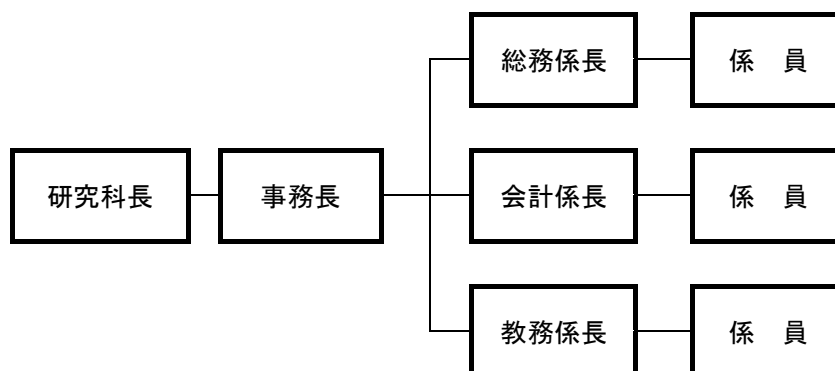 総務係長 係　員
研究科長 事務長 会計係長 係　員
教務係長 係　員